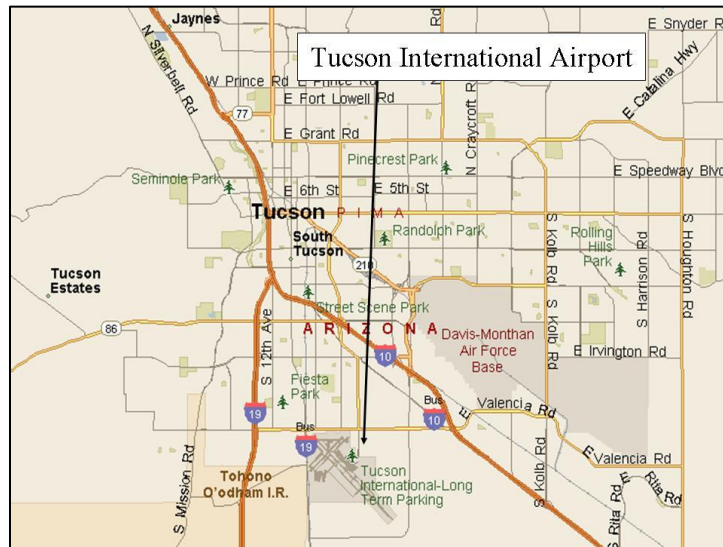 Jaynes
E Snyder R
Rd
Tucson International Airport
N Silverbell Rd
W Prince Rd
E Prince Rd
E Fort Lowell Rd
N Craycroft R
E Catalina Hwy
77
E Grant Rd
Pinecrest Park
E Speedway Blv
Seminole Park
E 6th St
E 5th St
Tucson
PIMA
South
Tucson
Randolph Park
210
S Kolb Rd
Rolling
Hills
Park
S Harrison Rd
S Houghton Rd
Tucson
Estates
Street Scene Park
86
ARIZONA
S 12th Ave
Davis-Monthan
Air Force
Base
S Kolb Rd
10
E Irvington Rd
Fiesta
Park
19
Bus
19
Bus
10
E Valencia Rd
E Valencia Rd
Tohono
O'odham I.R.
S Mission Rd
Tucson
International-Long
Term Parking
S Kolb Rd
S Rita Rd
E Rita Rd